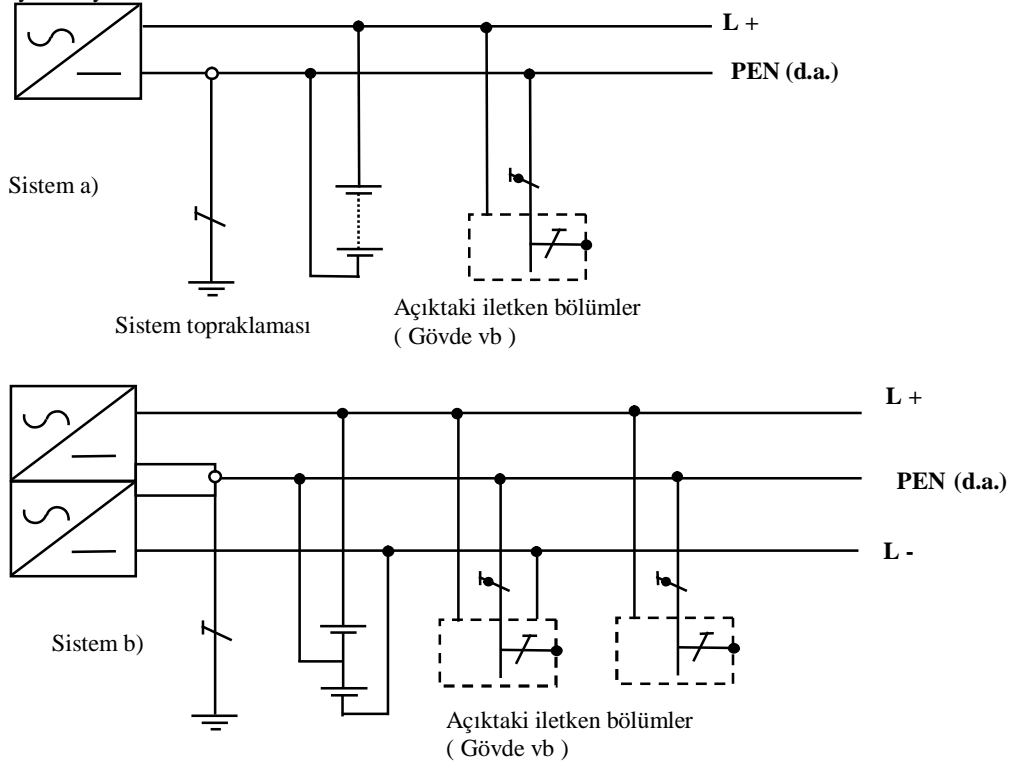 L +
PEN (d.a.)
Sistem a)
Açıktaki iletken bölümler
( Gövde vb )
Sistem topraklaması
L +
PEN (d.a.)
L -
Sistem b)
Açıktaki iletken bölümler
( Gövde vb )